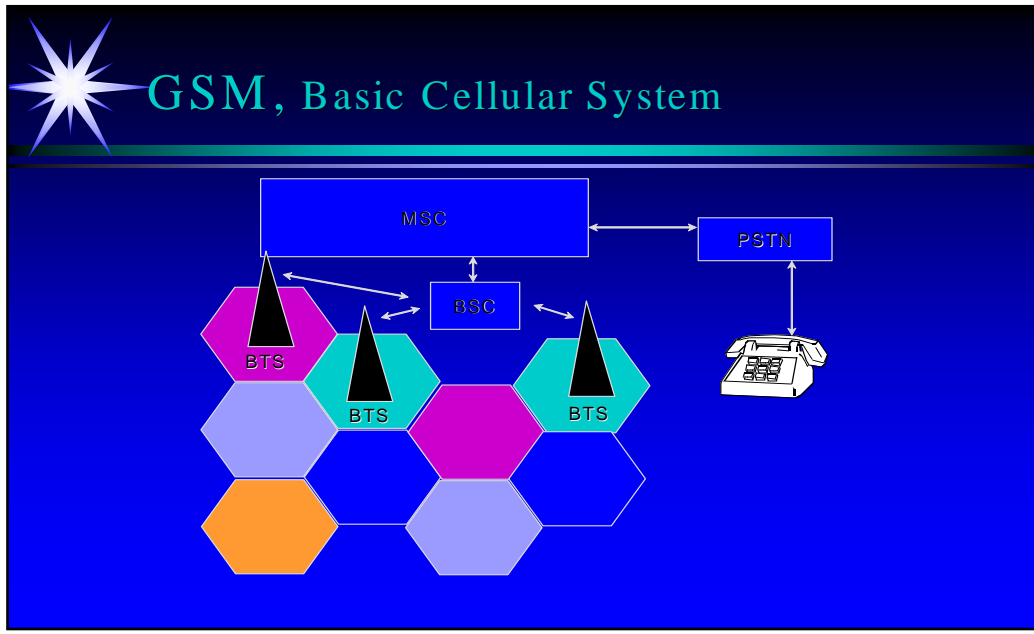 GSM, Basic Cellular System
MSC
PSTN
BSC
BTS
BTS
BTS